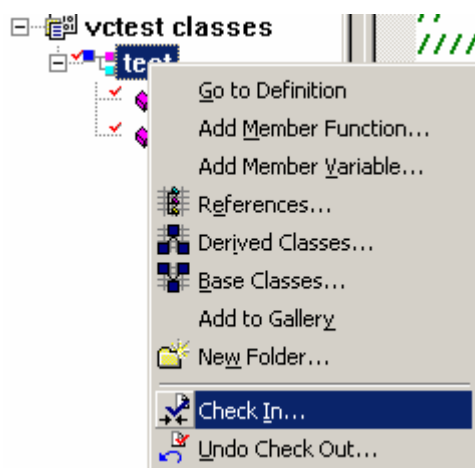 vctest classes
////
test
Go to Definition
Add Member Function...
Add Member Variable...
References...
Derived Classes...
Base Classes...
Add to Gallery
New Folder...
Check In...
Undo Check Out...